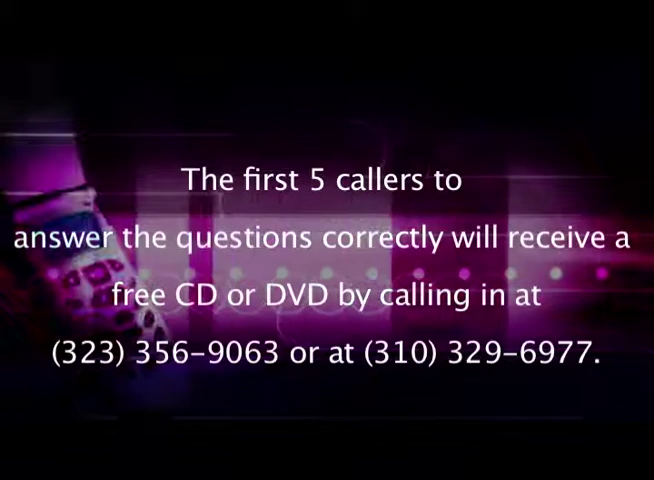 The first 5 callers to
answer the questions correctly will receive a
free CD or DVD by calling in at
(323) 356-9063 or at (310) 329-6977.